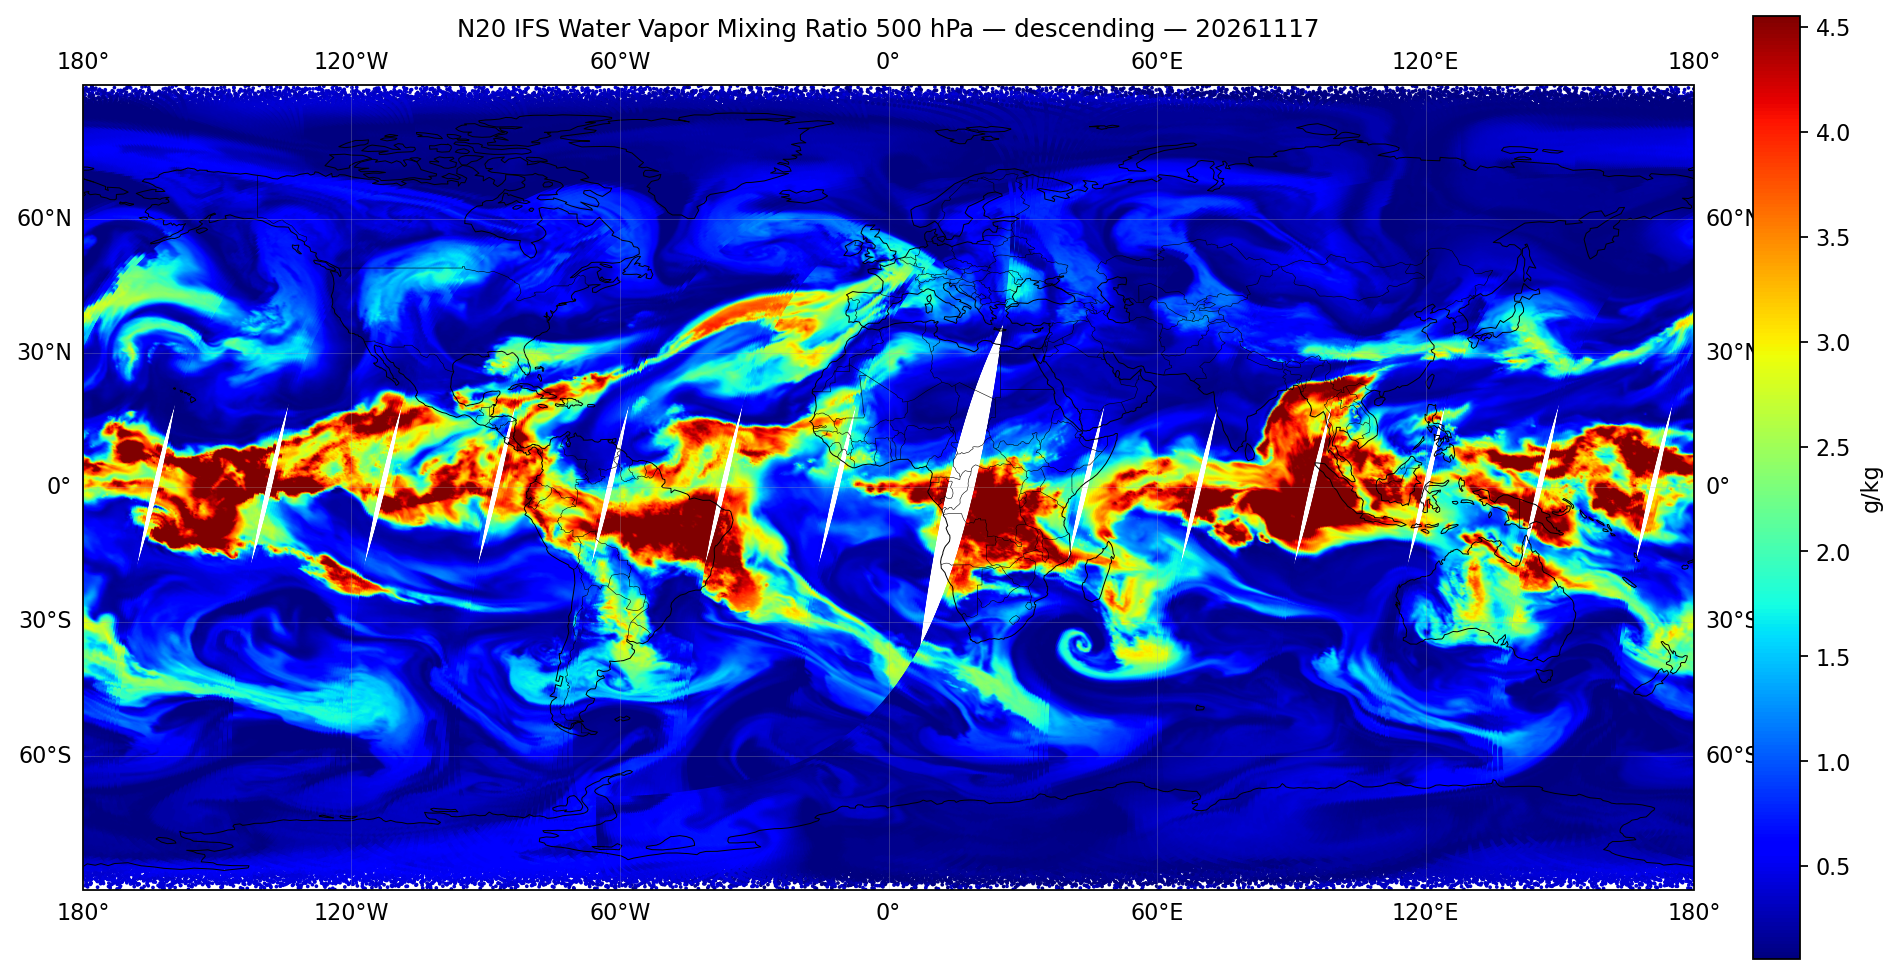 N20 IFS Water Vapor Mixing Ratio 500 hPa — descending — 20261117
180° 120°W 60°W 0° 60°E 120°E 180°
60°N 60°N
30°N 30°N
0° 0°
30°S 30°S
60°S 60°S
180° 120°W 60°W 0° 60°E 120°E 180°
4.5
4.0
3.5
3.0
2.5
2.0
1.5
1.0
0.5
g/kg